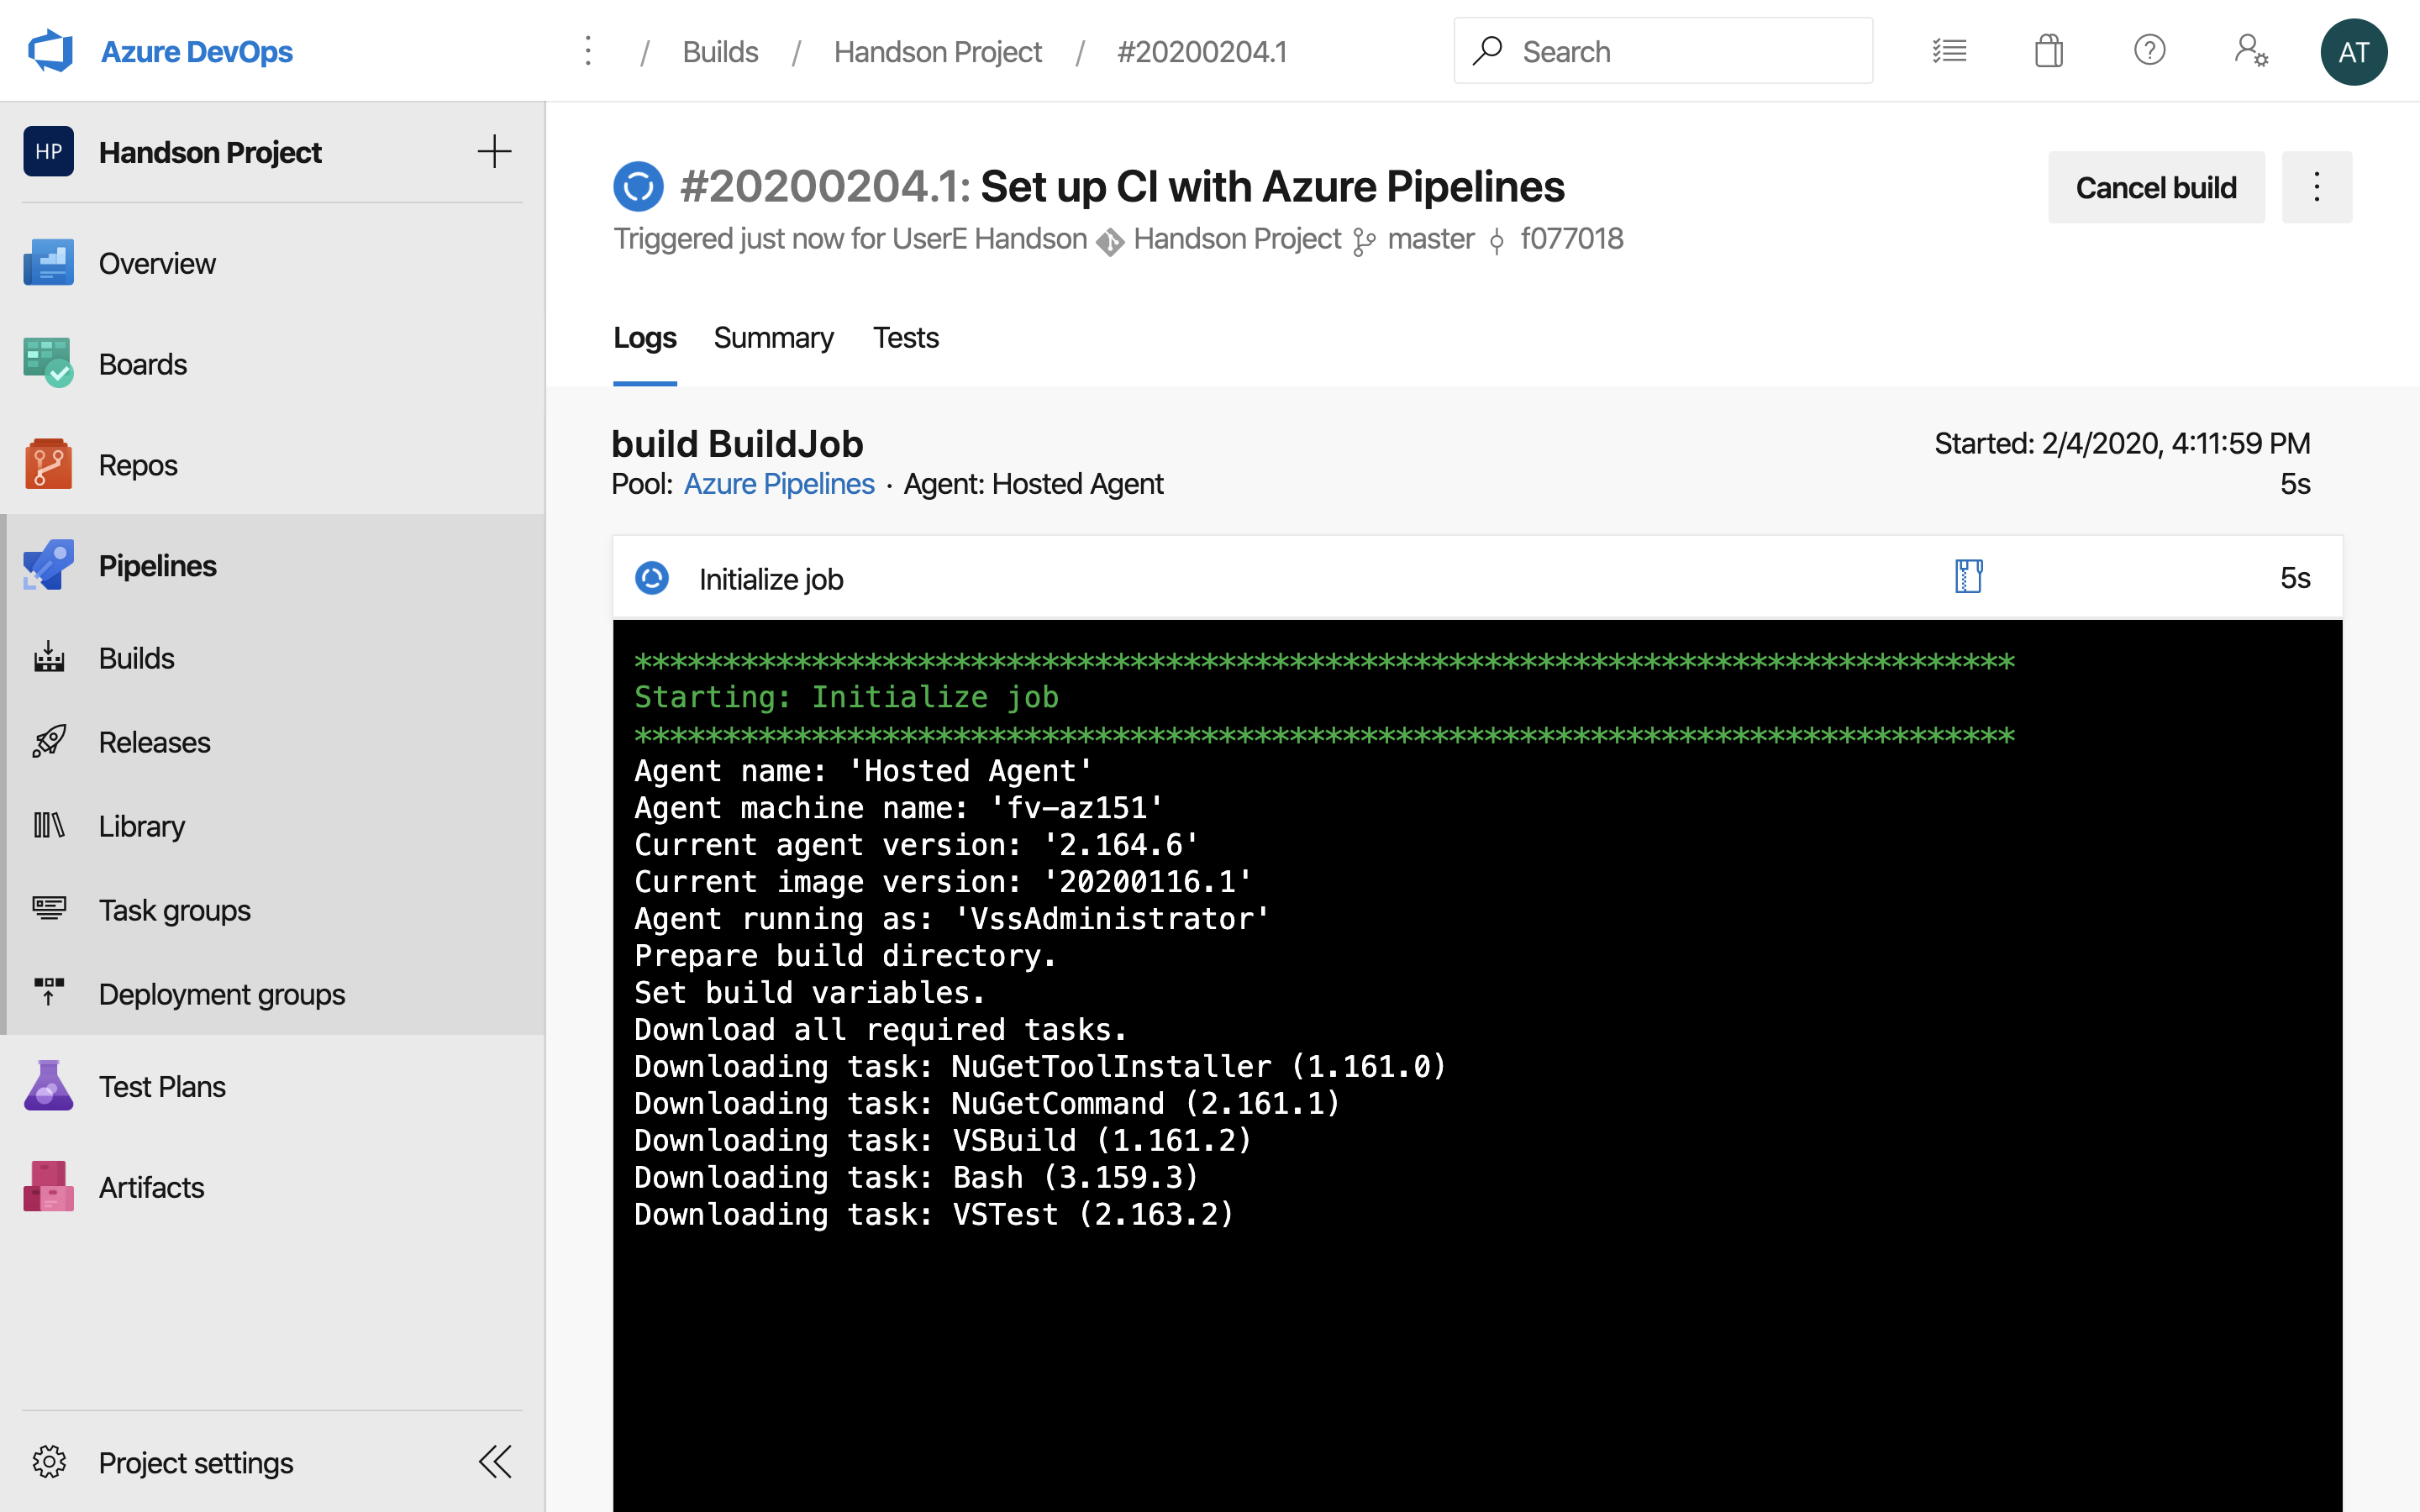 Azure DevOps
/ Builds / Handson Project / #20200204.1
Search
AT
HP Handson Project
Overview
Boards
Repos
Pipelines
Builds
Releases
Library
Task groups
Deployment groups
Test Plans
Artifacts
Project settings
#20200204.1: Set up CI with Azure Pipelines
Triggered just now for UserE Handson Handson Project master f077018
Cancel build
Logs Summary Tests
build BuildJob
Pool: Azure Pipelines · Agent: Hosted Agent
Started: 2/4/2020, 4:11:59 PM
5s
Initialize job
5s
******************************************************************************
Starting: Initialize job
******************************************************************************
Agent name: 'Hosted Agent'
Agent machine name: 'fv-az151'
Current agent version: '2.164.6'
Current image version: '20200116.1'
Agent running as: 'VssAdministrator'
Prepare build directory.
Set build variables.
Download all required tasks.
Downloading task: NuGetToolInstaller (1.161.0)
Downloading task: NuGetCommand (2.161.1)
Downloading task: VSBuild (1.161.2)
Downloading task: Bash (3.159.3)
Downloading task: VSTest (2.163.2)